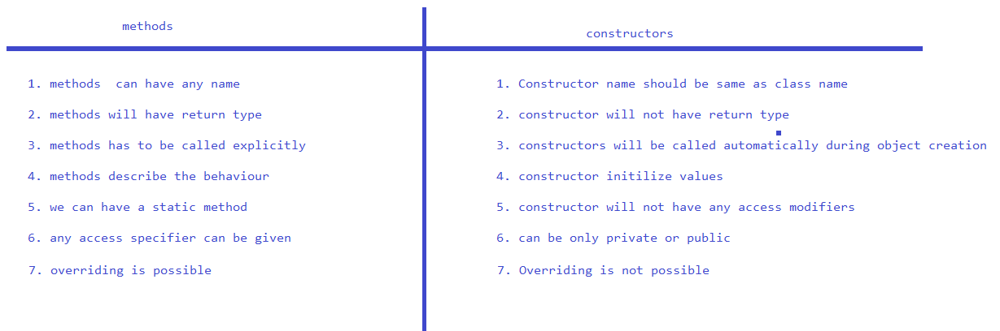 methods
constructors
1. methods  can have any name
2. methods will have return type
3. methods has to be called explicitly
4. methods describe the behaviour
5. we can have a static method
6. any access specifier can be given
7. overriding is possible
1. Constructor name should be same as class name
2. constructor will not have return type
3. constructors will be called automatically during object creation
4. constructor initilize values
5. constructor will not have any access modifiers
6. can be only private or public
7. Overriding is not possible